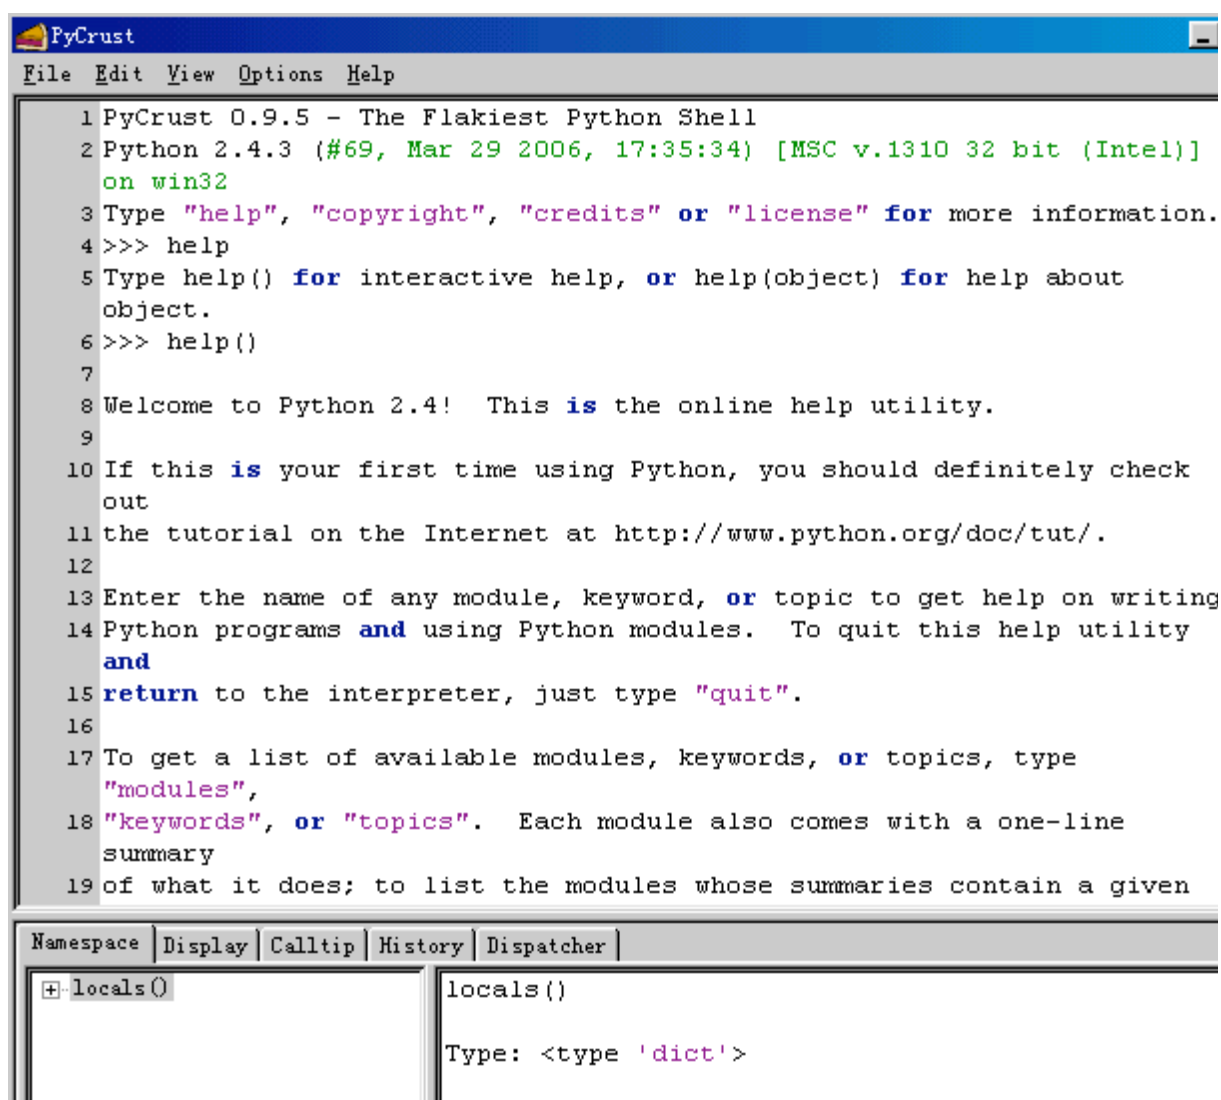 PyCrust
File Edit View Options Help
1 PyCrust 0.9.5 - The Flakiest Python Shell
2 Python 2.4.3 (#69, Mar 29 2006, 17:35:34) [MSC v.1310 32 bit (Intel)]
on win32
3 Type "help", "copyright", "credits" or "license" for more information.
4 >>> help
5 Type help() for interactive help, or help(object) for help about
object.
6 >>> help()
7
8 Welcome to Python 2.4!  This is the online help utility.
9
10 If this is your first time using Python, you should definitely check
out
11 the tutorial on the Internet at http://www.python.org/doc/tut/.
12
13 Enter the name of any module, keyword, or topic to get help on writing
14 Python programs and using Python modules.  To quit this help utility
and
15 return to the interpreter, just type "quit".
16
17 To get a list of available modules, keywords, or topics, type
"modules",
18 "keywords", or "topics".  Each module also comes with a one-line
summary
19 of what it does; to list the modules whose summaries contain a given
Namespace Display Calltip History Dispatcher
locals()
locals()
Type: <type 'dict'>